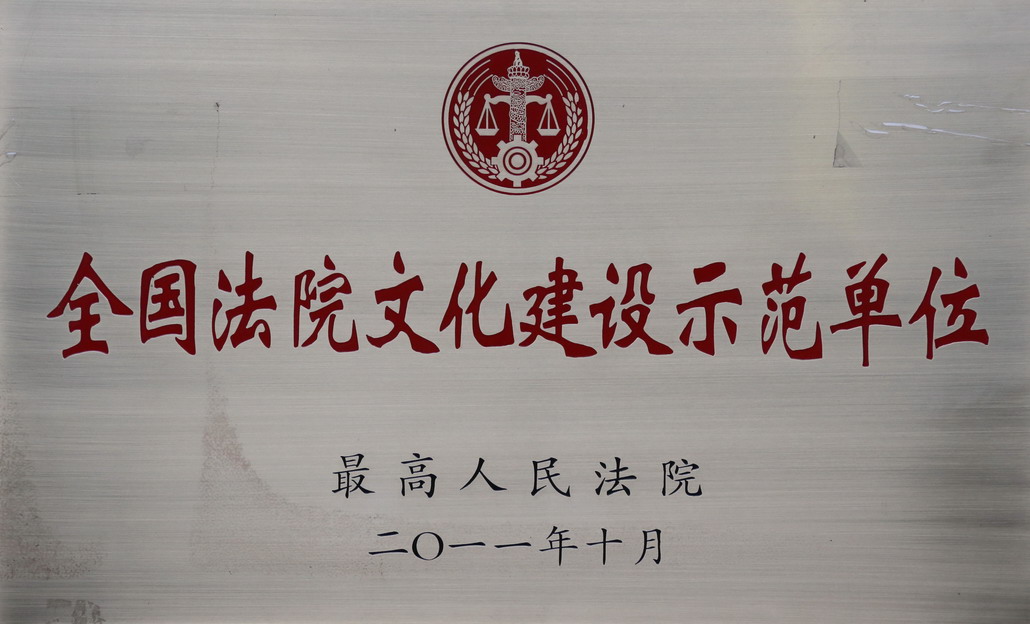 全国法院文化建设示范单位
最高人民法院
二〇一一年十月